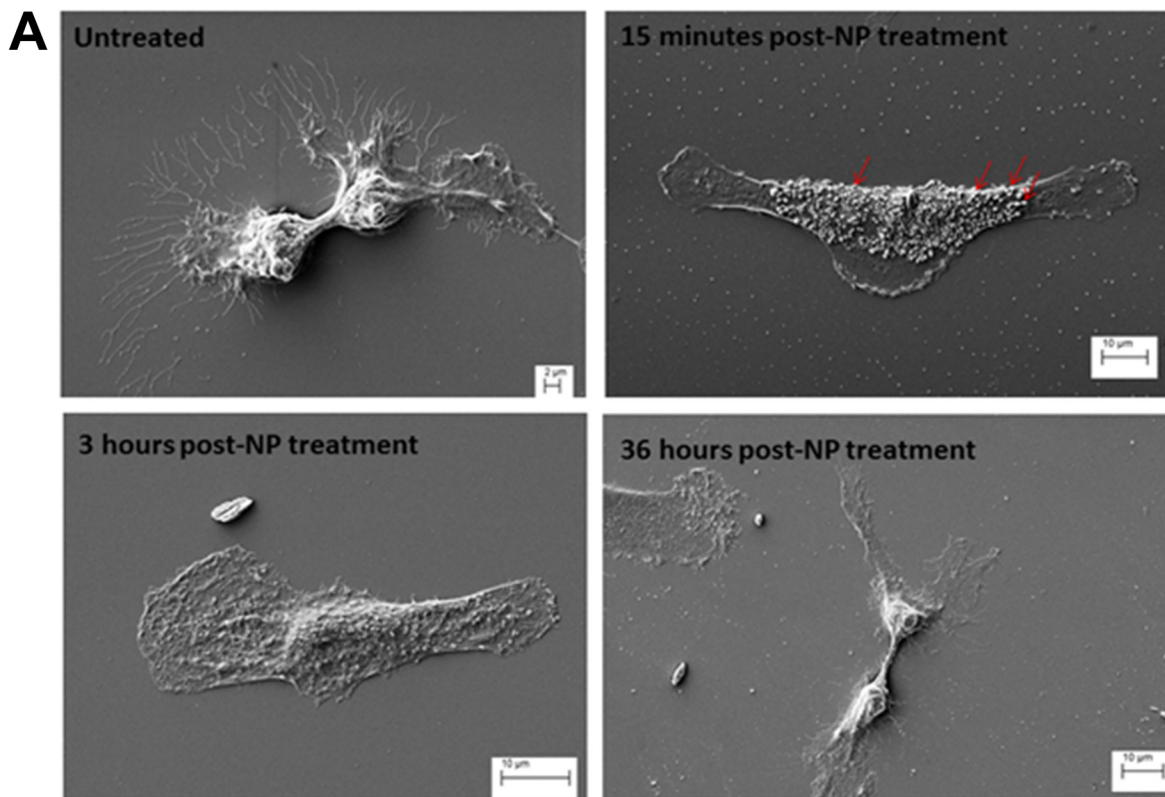 A
Untreated
15 minutes post-NP treatment
2 µm
10 µm
3 hours post-NP treatment
36 hours post-NP treatment
10 µm
10 µm